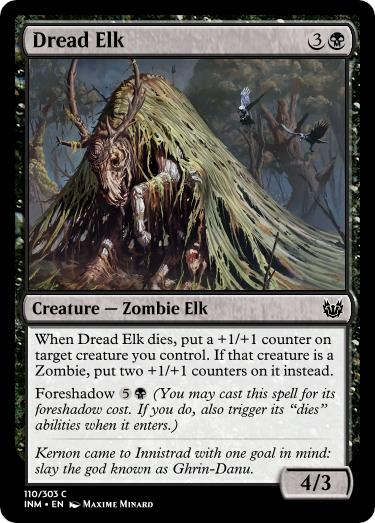 Dread Elk 3
Creature — Zombie Elk
When Dread Elk dies, put a +1/+1 counter on
target creature you control. If that creature is a
Zombie, put two +1/+1 counters on it instead.
Foreshadow 5 (You may cast this spell for its
foreshadow cost. If you do, also trigger its “dies”
abilities when it enters.)
Kernon came to Innistrad with one goal in mind:
slay the god known as Ghrin-Danu.
4/3
110/303 C
INM • EN Maxime Minard